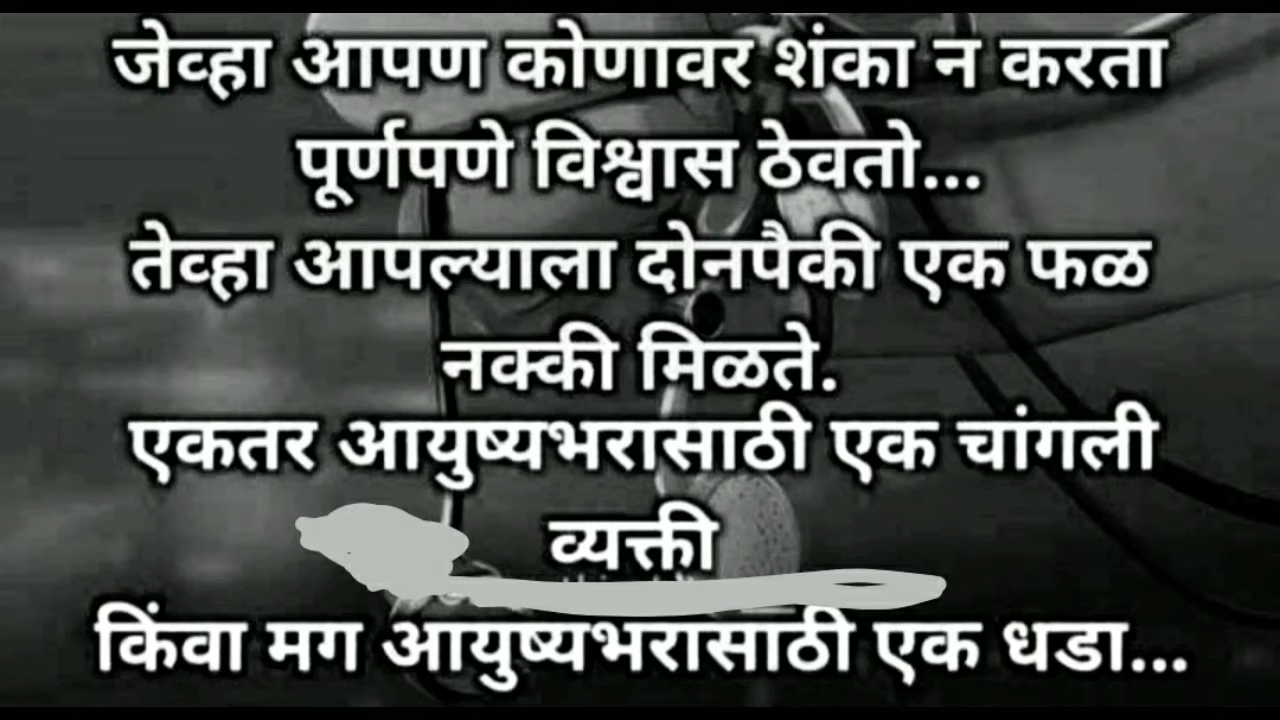 जेव्हा आपण कोणावर शंका न करता
पूर्णपणे विश्वास ठेवतो...
तेव्हा आपल्याला दोनपैकी एक फळ
नक्की मिळते.
एकतर आयुष्यभरासाठी एक चांगली
व्यक्ती
किंवा मग आयुष्यभरासाठी एक धडा...